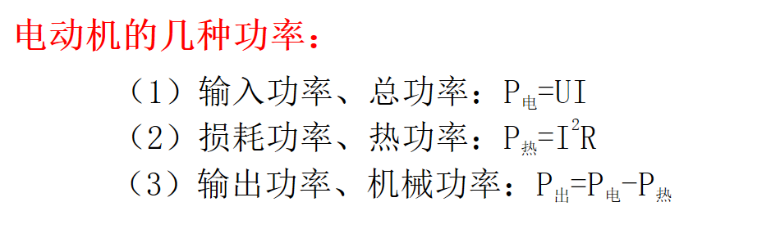 电动机的几种功率：
（1）输入功率、总功率：P电=UI
（2）损耗功率、热功率：P热=I²R
（3）输出功率、机械功率：P出=P电-P热